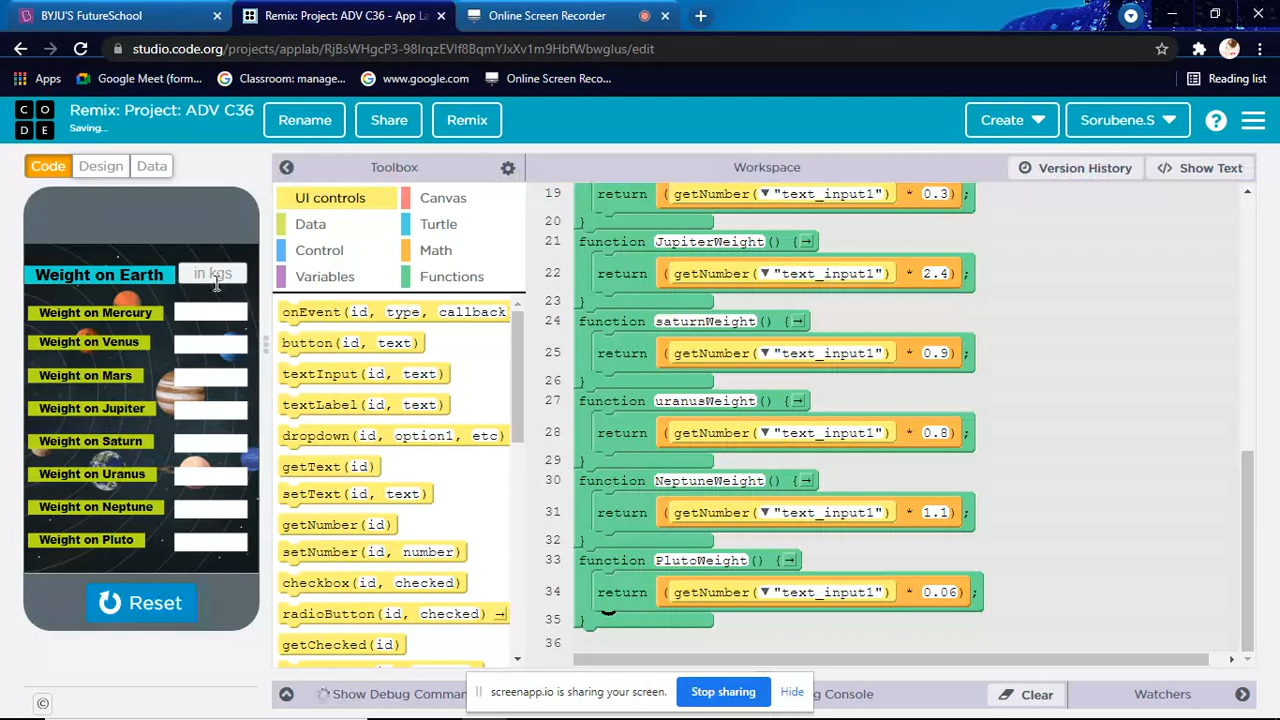 BYJU'S FutureSchool
Remix: Project: ADV C36 - App La
Online Screen Recorder
studio.code.org/projects/applab/RjBsWHgcP3-98IrqzEVlf8BqmYJxXv1m9HbfWbwglus/edit
Apps
Google Meet (form...
Classroom: manage...
www.google.com
Online Screen Reco...
Reading list
C O
D E
Remix: Project: ADV C36
Saving...
Rename
Share
Remix
Create
Sorubene.S
?
Code
Design
Data
Toolbox
Workspace
Version History
</> Show Text
Weight on Earth
in kgs
Weight on Mercury
Weight on Venus
Weight on Mars
Weight on Jupiter
Weight on Saturn
Weight on Uranus
Weight on Neptune
Weight on Pluto
Reset
©
UI controls
Canvas
Data
Turtle
Control
Math
Variables
Functions
onEvent(id, type, callback
button(id, text)
textInput(id, text)
textLabel(id, text)
dropdown(id, option1, etc)
getText(id)
setText(id, text)
getNumber(id)
setNumber(id, number)
checkbox(id, checked)
radioButton(id, checked)
getChecked(id)
19 return (getNumber("text_input1") * 0.3);
20 }
21 function JupiterWeight() {
22 return (getNumber("text_input1") * 2.4);
23 }
24 function saturnWeight() {
25 return (getNumber("text_input1") * 0.9);
26 }
27 function uranusWeight() {
28 return (getNumber("text_input1") * 0.8);
29 }
30 function NeptuneWeight() {
31 return (getNumber("text_input1") * 1.1);
32 }
33 function PlutoWeight() {
34 return (getNumber("text_input1") * 0.06);
35 }
36
Show Debug Comman
g Console
Clear
Watchers
screenapp.io is sharing your screen.
Stop sharing
Hide